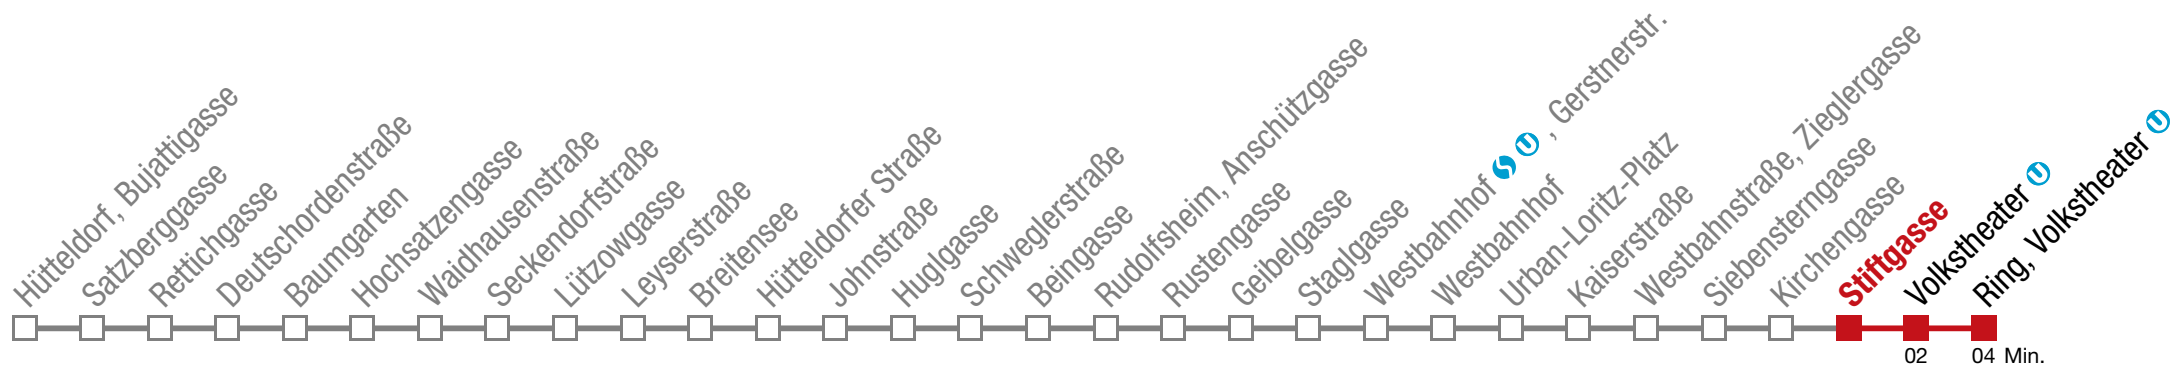 Hütteldorf, Bujattigasse
Satzberggasse
Rettichgasse
Deutschordenstraße
Baumgarten
Hochsatzengasse
Waidhausenstraße
Seckendorfstraße
Lützowgasse
Leyserstraße
Breitensee
Hütteldorfer Straße
Johnstraße
Huglgasse
Schweglerstraße
Beingasse
Rudolfsheim, Anschützgasse
Rustengasse
Geibelgasse
Staglgasse
Westbahnhof S U , Gerstnerstr.
Westbahnhof
Urban-Loritz-Platz
Kaiserstraße
Westbahnstraße, Zieglergasse
Siebensterngasse
Kirchengasse
Stiftgasse
Volkstheater U
Ring, Volkstheater U
02 04 Min.